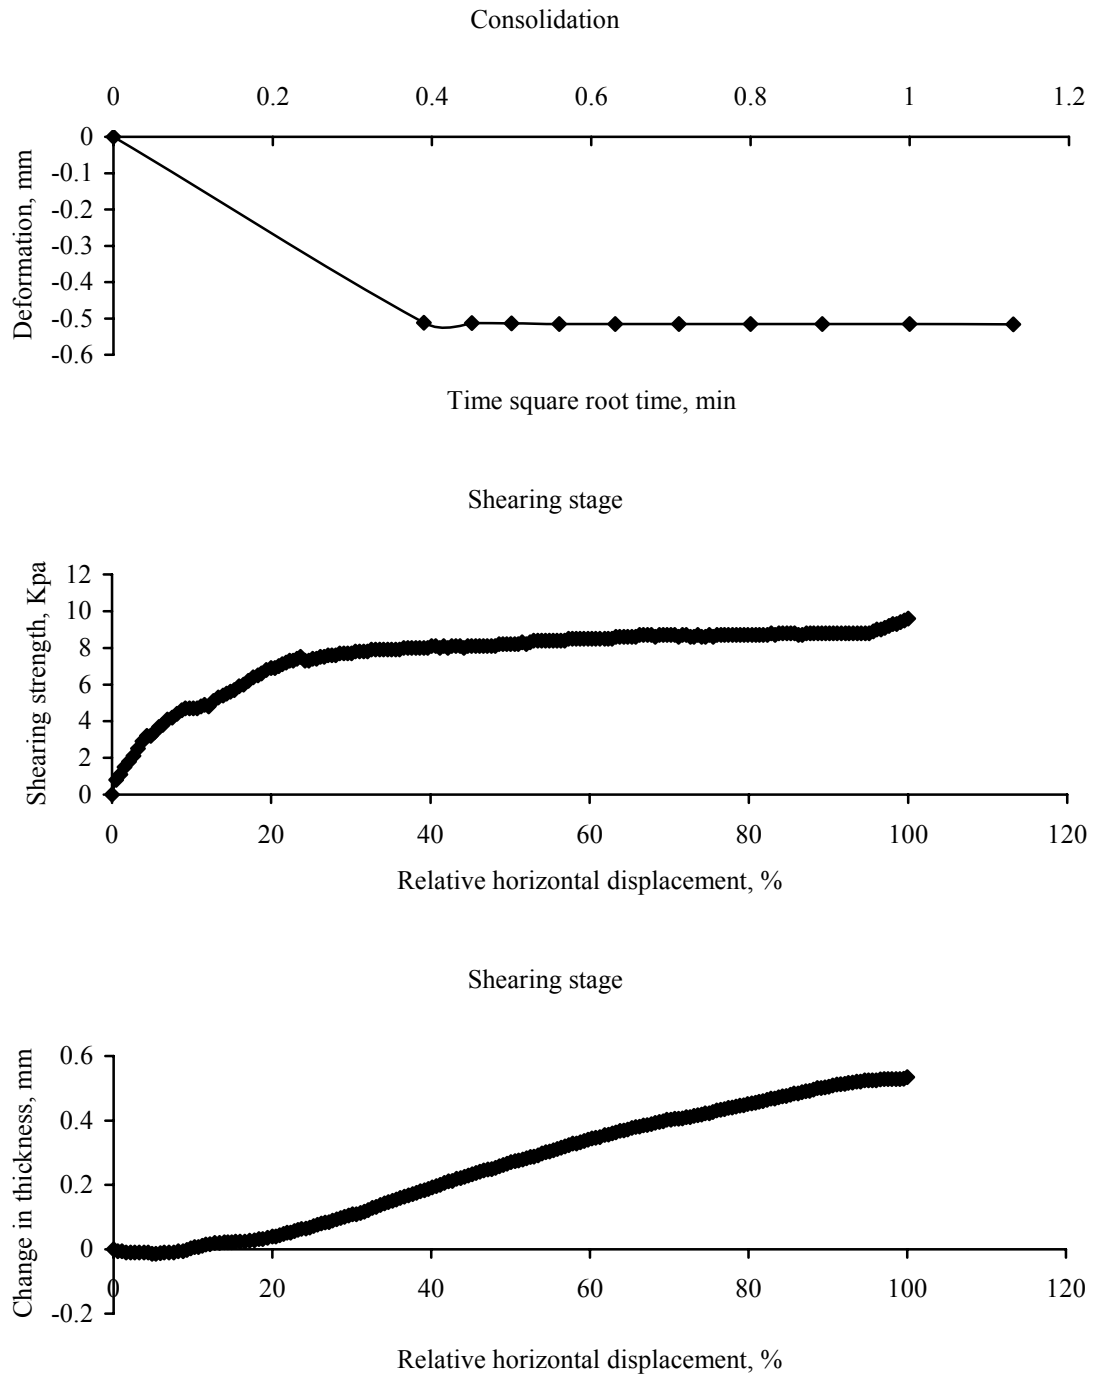 Consolidation
0 0.2 0.4 0.6 0.8 1 1.2
0
-0.1
-0.2
-0.3
-0.4
-0.5
-0.6
Deformation, mm
Time square root time, min
Shearing stage
12
10
8
6
4
2
0
Shearing strength, Kpa
0 20 40 60 80 100 120
Relative horizontal displacement, %
Shearing stage
0.6
0.4
0.2
0
-0.2
Change in thickness, mm
0 20 40 60 80 100 120
Relative horizontal displacement, %